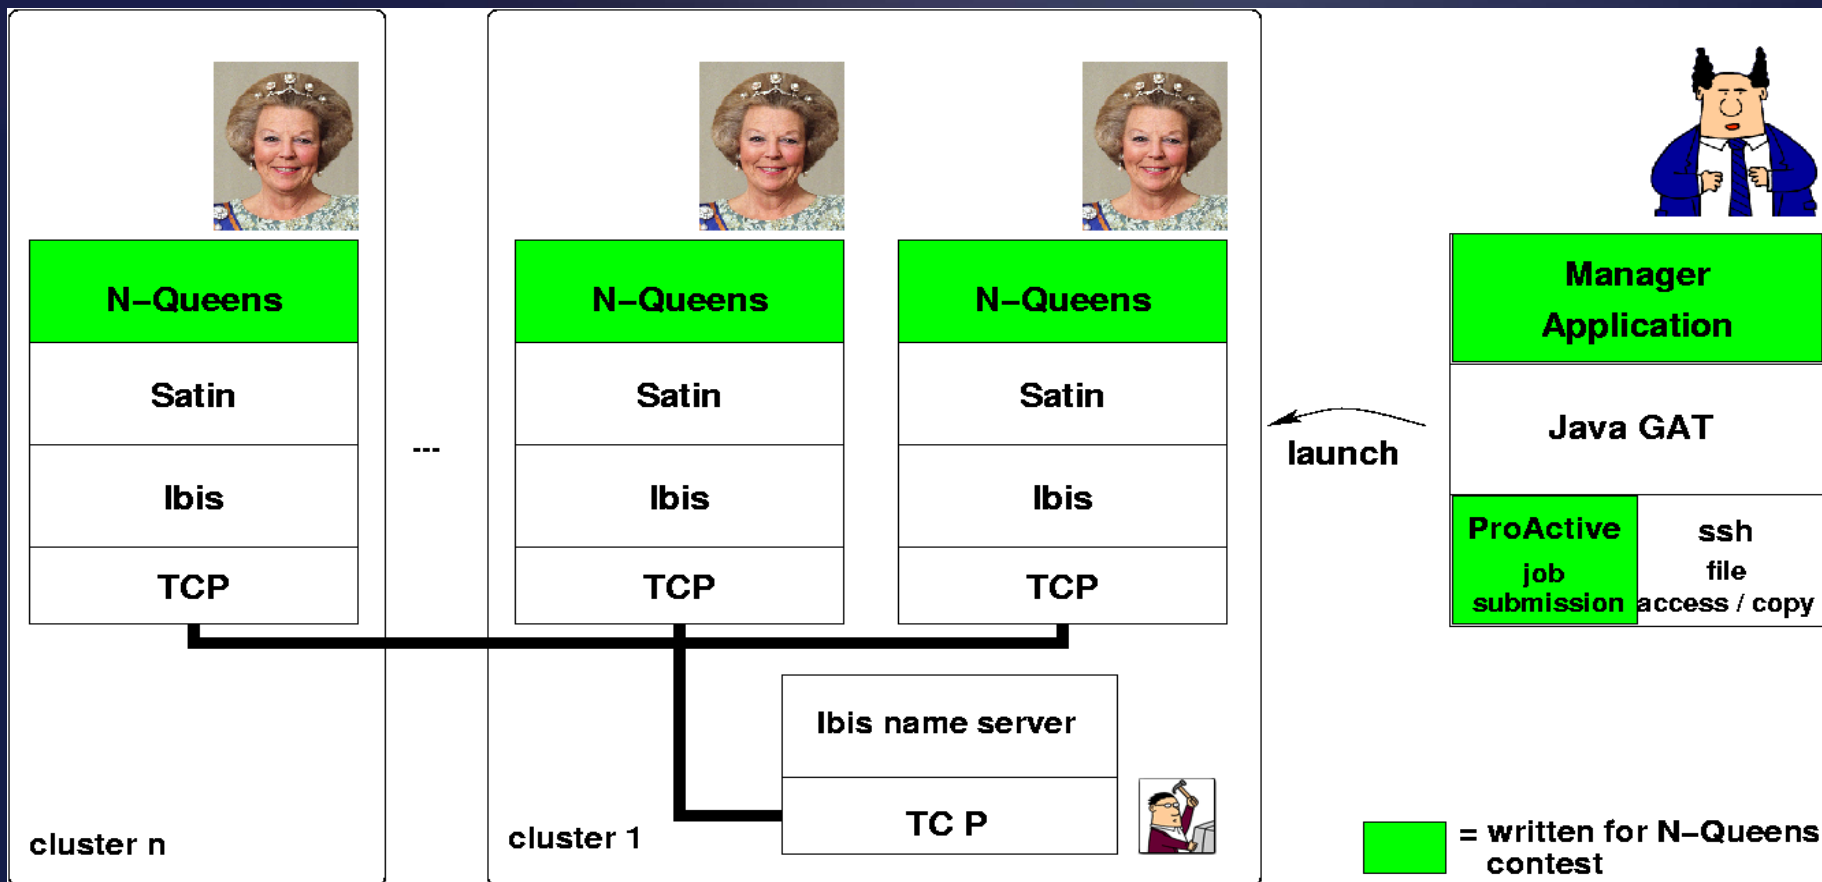 N–Queens
Satin
Ibis
TCP
cluster n
---
N–Queens
Satin
Ibis
TCP
N–Queens
Satin
Ibis
TCP
Ibis name server
TC P
cluster 1
launch
Manager
Application
Java GAT
ProActive
job
submission
ssh
file
access / copy
= written for N–Queens
contest